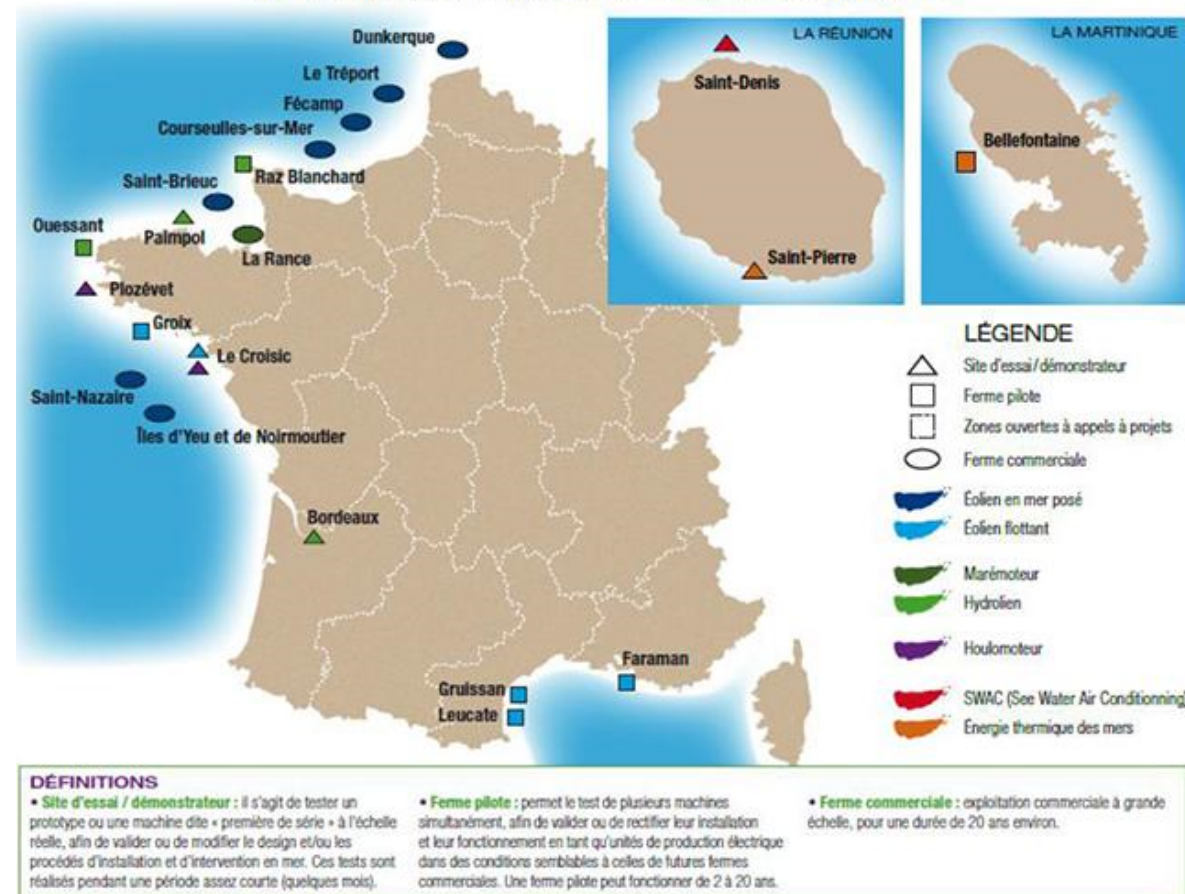 Dunkerque
Le Tréport
Fécamp
Courseulles-sur-Mer
Raz Blanchard
Saint-Brieuc
Ouessant
Paimpol
La Rance
Plozévet
Groix
Le Croisic
Saint-Nazaire
Îles d'Yeu et de Noirmoutier
Bordeaux
Faraman
Gruissan
Leucate
LA RÉUNION
Saint-Denis
Saint-Pierre
LA MARTINIQUE
Bellefontaine
LÉGENDE
Site d'essai/démonstrateur
Ferme pilote
Zones ouvertes à appels à projets
Ferme commerciale
Éolien en mer posé
Éolien flottant
Marémoteur
Hydrolien
Houlomoteur
SWAC (See Water Air Conditionning)
Énergie thermique des mers
DÉFINITIONS
• Site d'essai / démonstrateur : il s'agit de tester un
prototype ou une machine dite « première de série » à l'échelle
réelle, afin de valider ou de modifier le design et/ou les
procédés d'installation et d'intervention en mer. Ces tests sont
réalisés pendant une période assez courte (quelques mois).
• Ferme pilote : permet le test de plusieurs machines
simultanément, afin de valider ou de rectifier leur installation
et leur fonctionnement en tant qu'unités de production électrique
dans des conditions semblables à celles de futures fermes
commerciales. Une ferme pilote peut fonctionner de 2 à 20 ans.
• Ferme commerciale : exploitation commerciale à grande
échelle, pour une durée de 20 ans environ.